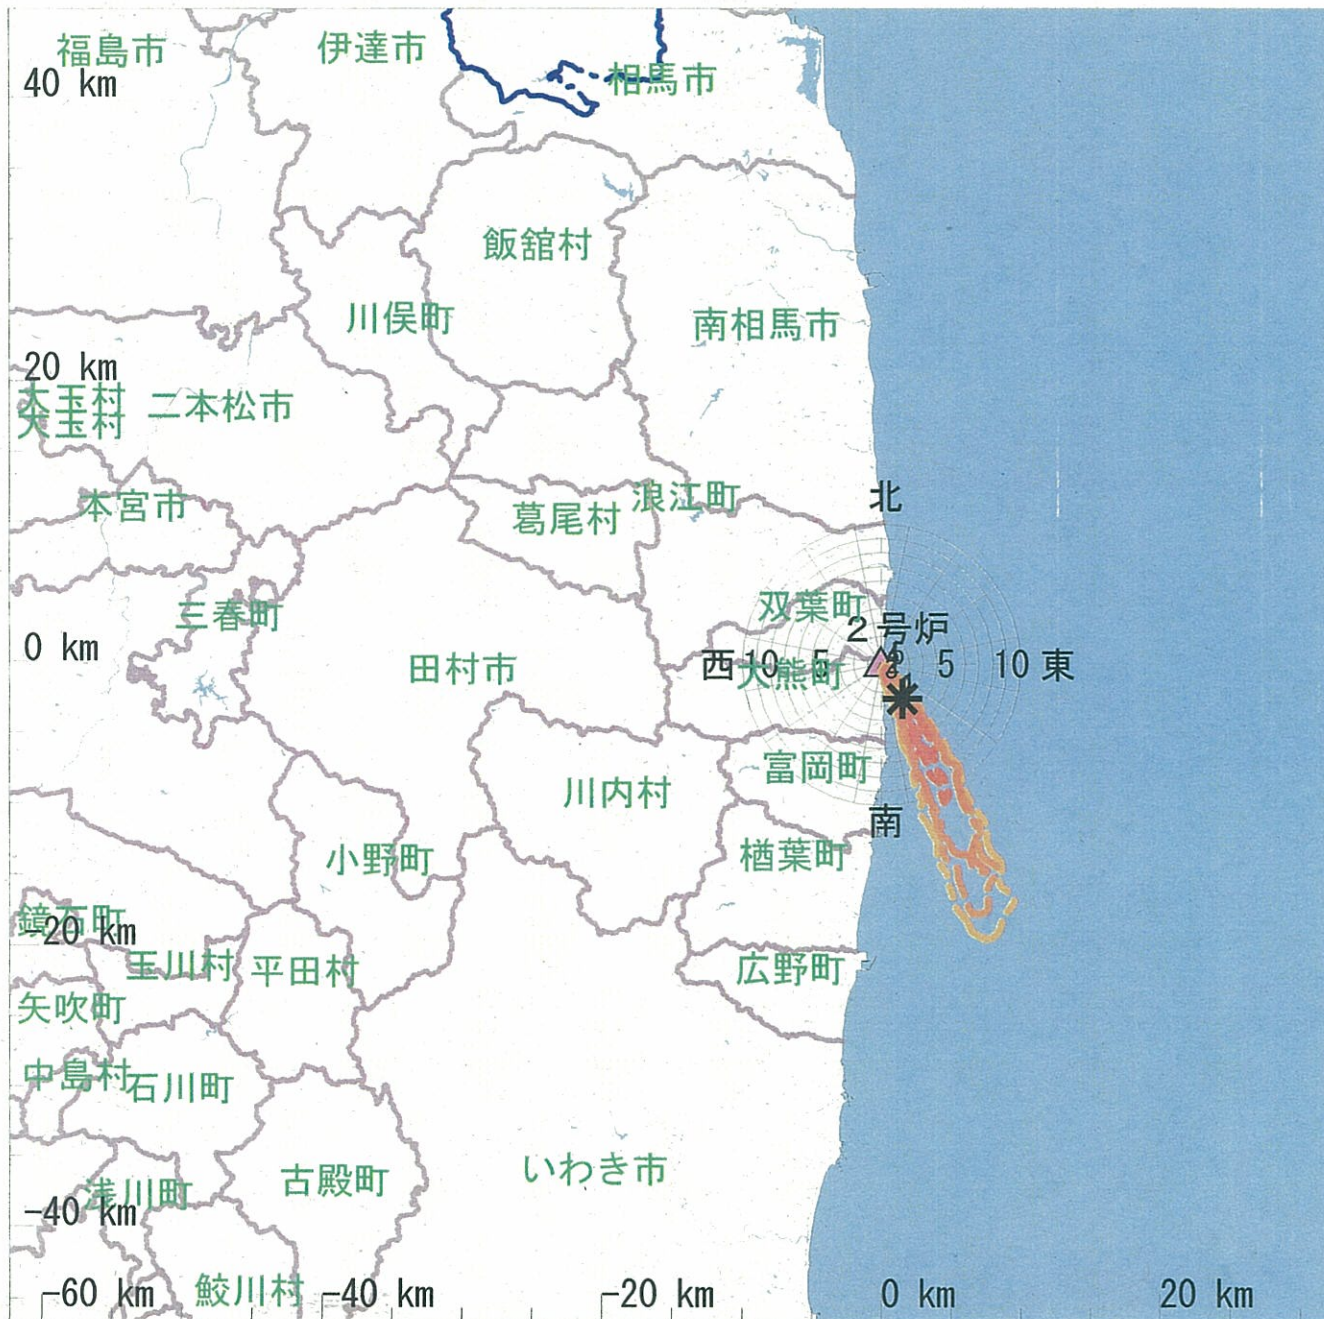 福島市
伊達市
相馬市
40 km
飯舘村
川俣町
南相馬市
20 km
大玉村
二本松市
大玉村
本宮市
葛尾村
浪江町
北
三春町
双葉町
2号炉
0 km
田村市
西
10
5
大熊町
5
10
東
富岡町
川内村
南
小野町
楢葉町
鏡石町
-20 km
玉川村
平田村
広野町
矢吹町
中島村
石川町
いわき市
古殿町
浅川町
-40 km
鮫川村
-60 km
-40 km
-20 km
0 km
20 km